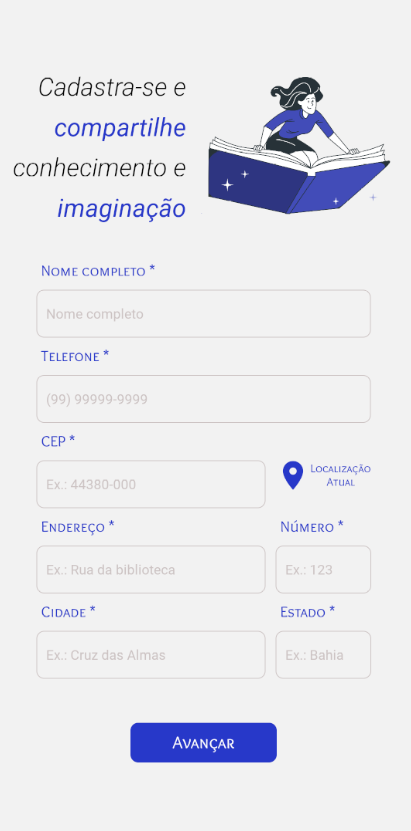 Cadastra-se e
compartilhe
conhecimento e
imaginação
Nome completo *
Nome completo
Telefone *
(99) 99999-9999
CEP *
Ex.: 44380-000
Localização
Atual
Endereço *
Número *
Ex.: Rua da biblioteca
Ex.: 123
Cidade *
Estado *
Ex.: Cruz das Almas
Ex.: Bahia
Avançar